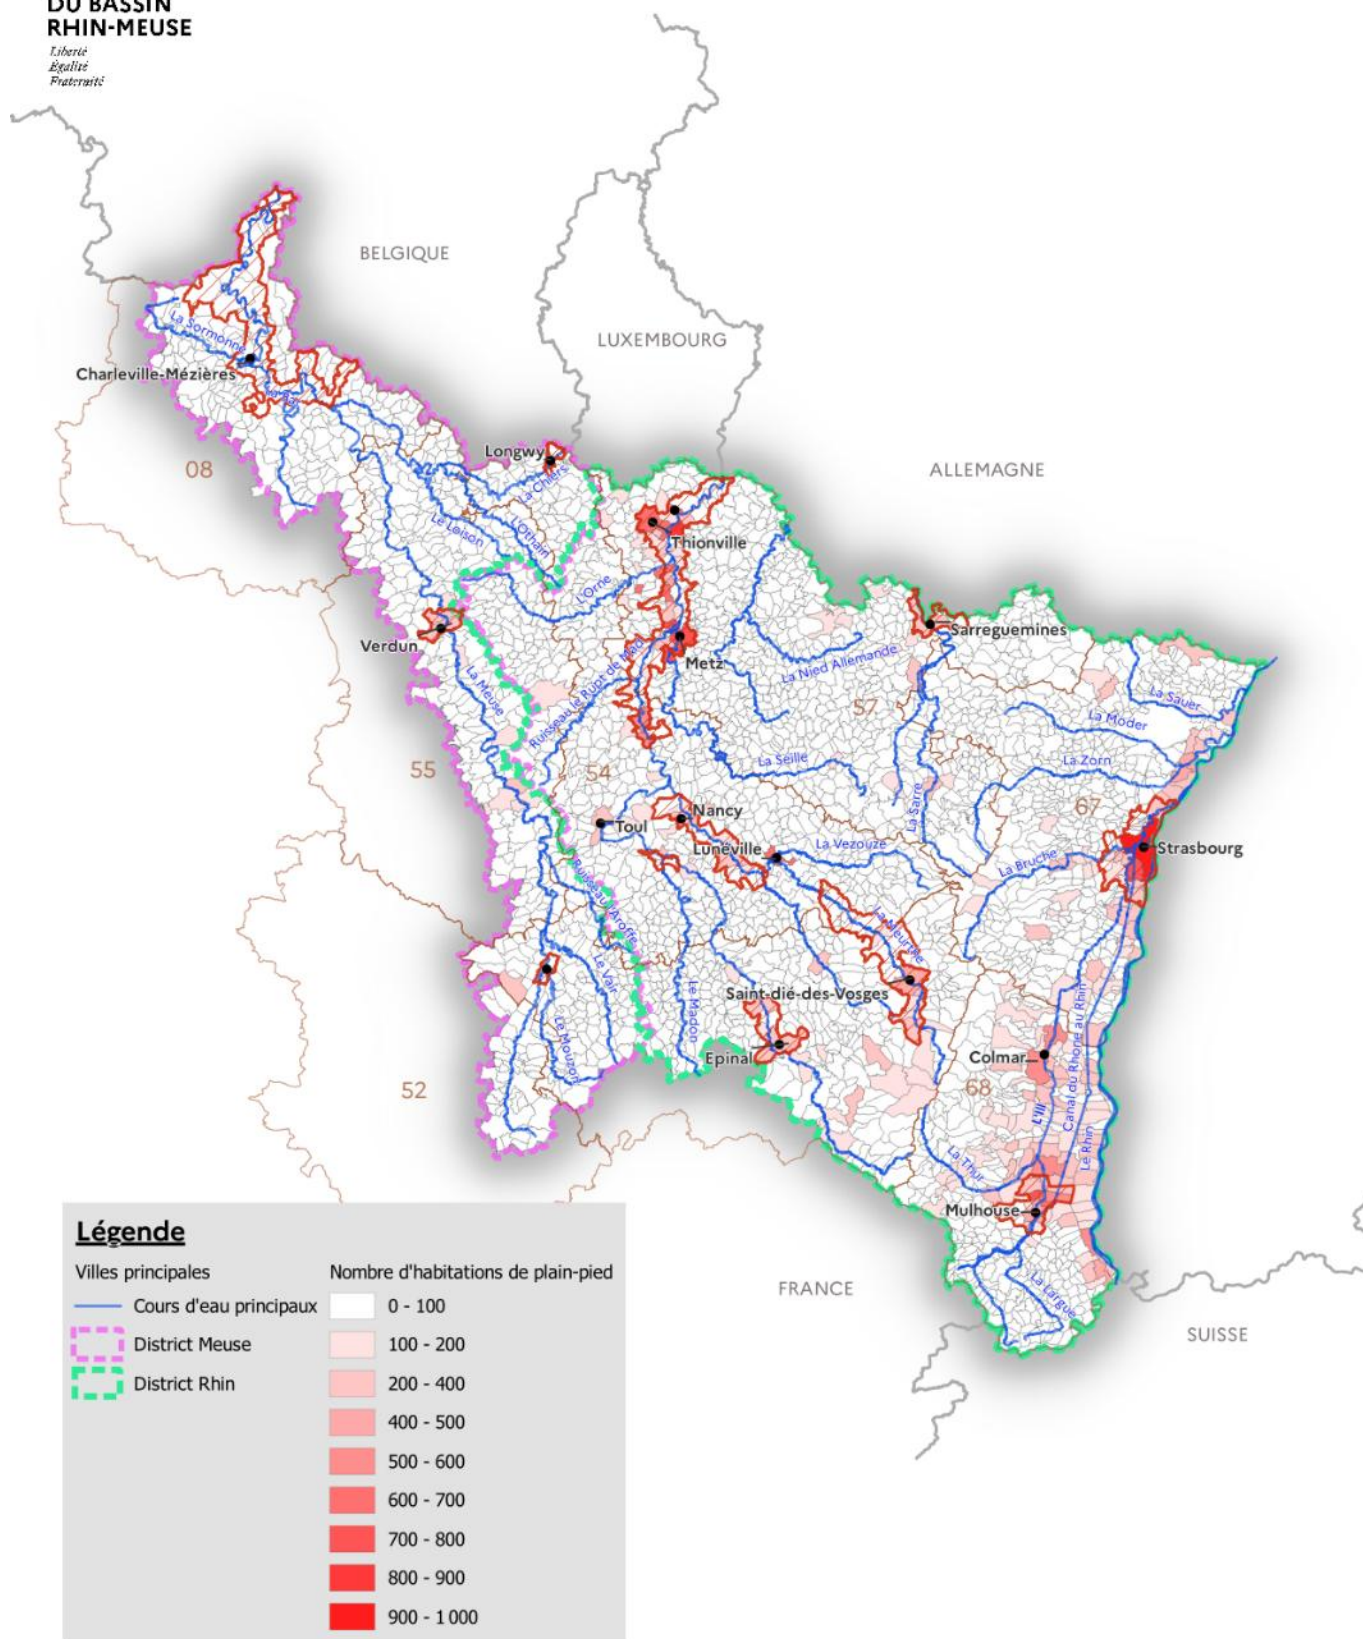 DU BASSIN
RHIN-MEUSE
Liberté
Égalité
Fraternité
BELGIQUE
LUXEMBOURG
La Sormonne
Charleville-Mézières
Longwy
La Chiers
ALLEMAGNE
08
Le Loison
L'Othain
Thionville
L'Orne
Verdun
Sarreguemines
Metz
La Nied Allemande
La Meuse
Ruisseau le Rupt de Mad
57
La Sauer
La Moder
55
54
La Seille
La Zorn
67
La Sarre
Nancy
Toul
Lunéville
La Vezouze
La Bruche
Strasbourg
Ruisseau l'Aroffe
La Meurthe
Le Vair
Saint-dié-des-Vosges
Le Madon
Canal du Rhone au Rhin
Le Mouzon
Epinal
Colmar
52
68
L'Ill
Le Rhin
La Thur
Mulhouse
La Largue
FRANCE
SUISSE
Légende
Villes principales
Cours d'eau principaux
District Meuse
District Rhin
Nombre d'habitations de plain-pied
0 - 100
100 - 200
200 - 400
400 - 500
500 - 600
600 - 700
700 - 800
800 - 900
900 - 1 000